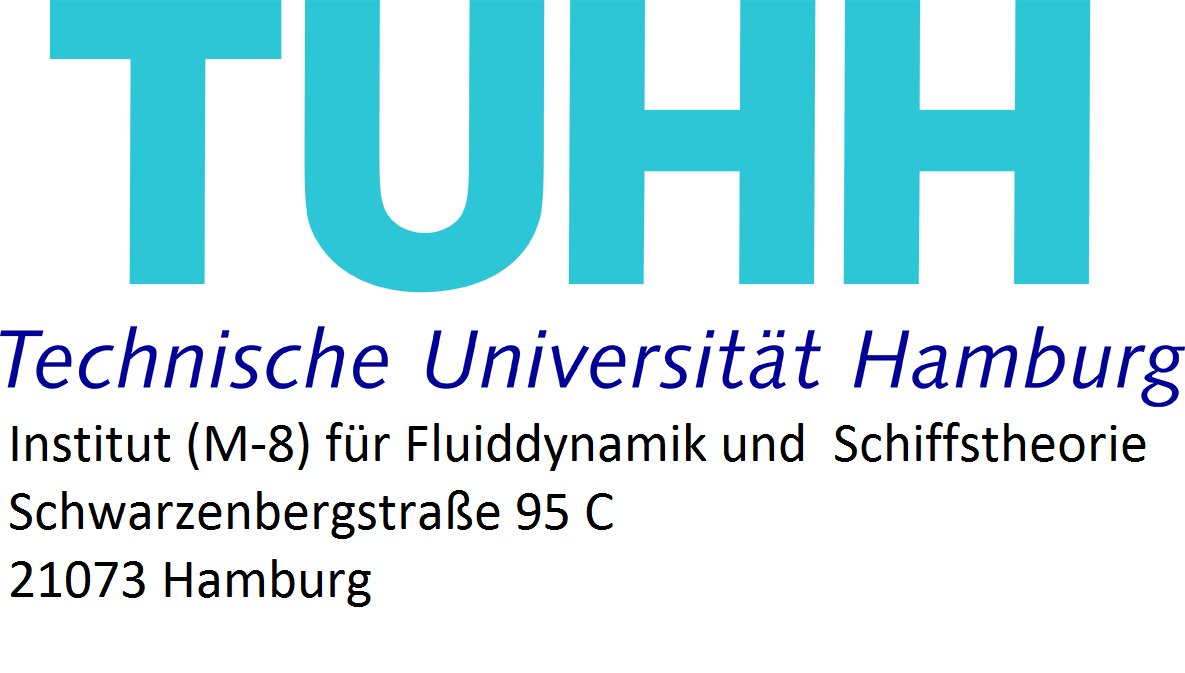 TUHH
Technische Universität Hamburg
Institut (M-8) für Fluiddynamik und  Schiffstheorie
Schwarzenbergstraße 95 C
21073 Hamburg